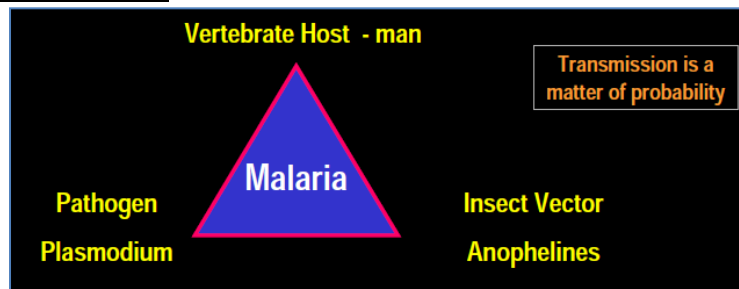 Vertebrate Host - man
Transmission is a
matter of probability
Malaria
Pathogen
Plasmodium
Insect Vector
Anophelines